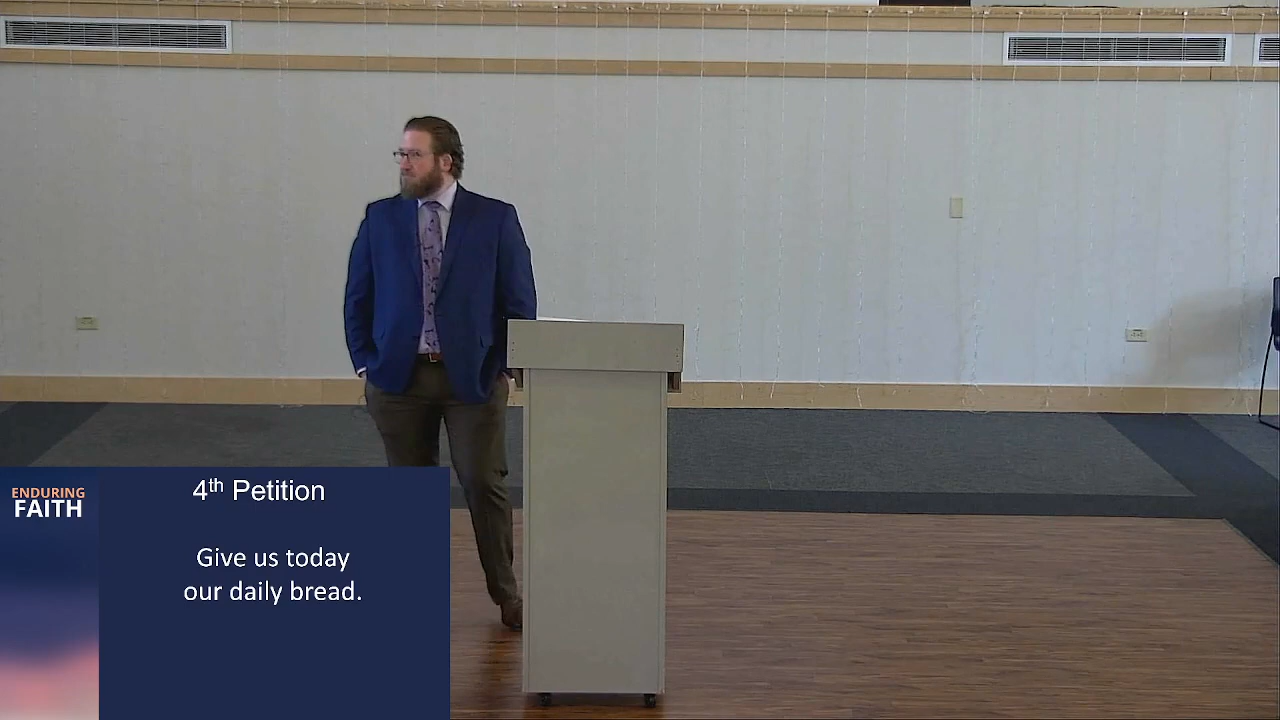 ENDURING
FAITH
4th Petition
Give us today
our daily bread.